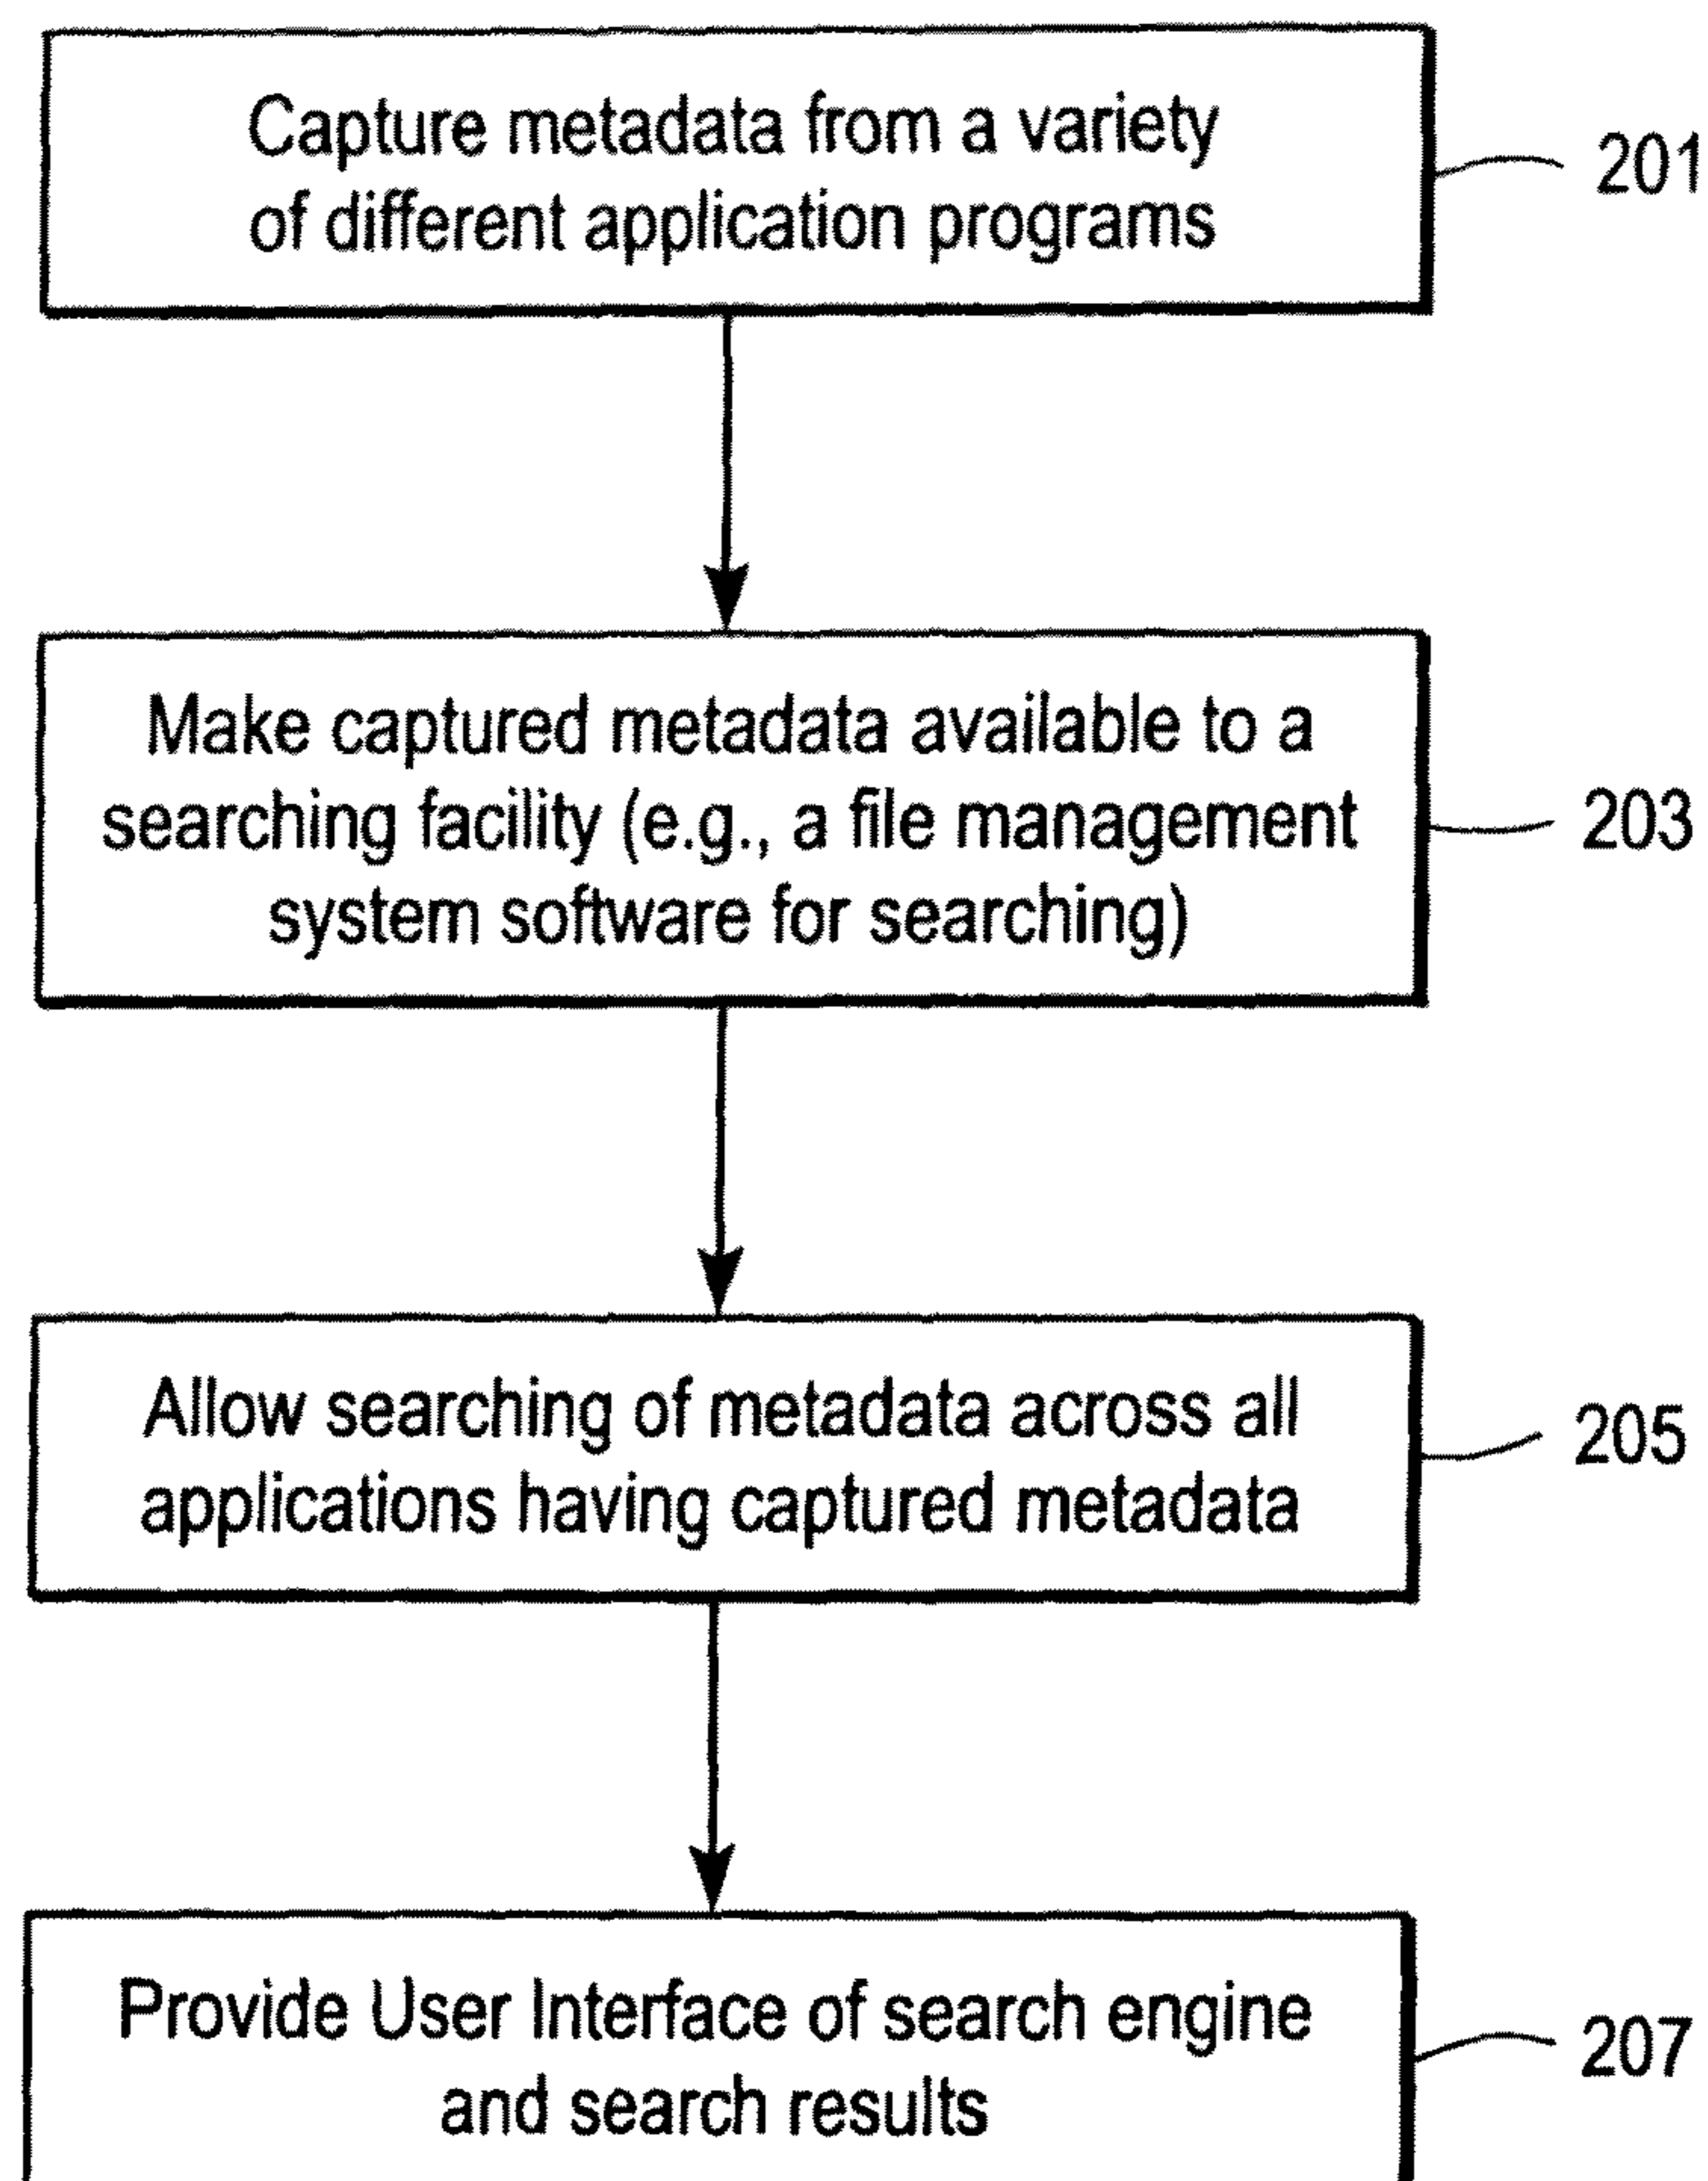 Capture metadata from a variety
of different application programs
201
Make captured metadata available to a
searching facility (e.g., a file management
system software for searching)
203
Allow searching of metadata across all
applications having captured metadata
205
Provide User Interface of search engine
and search results
207